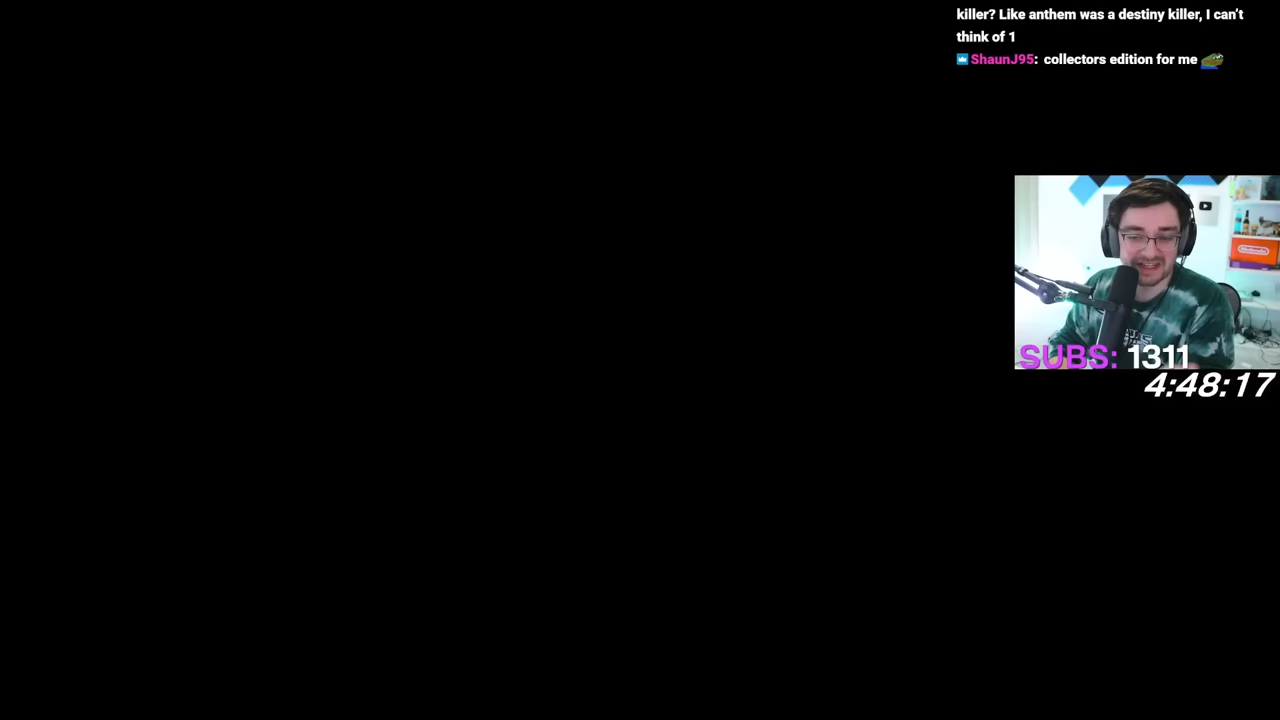 killer? Like anthem was a destiny killer, I can't
think of 1
ShaunJ95: collectors edition for me
SUBS: 1311
4:48:17